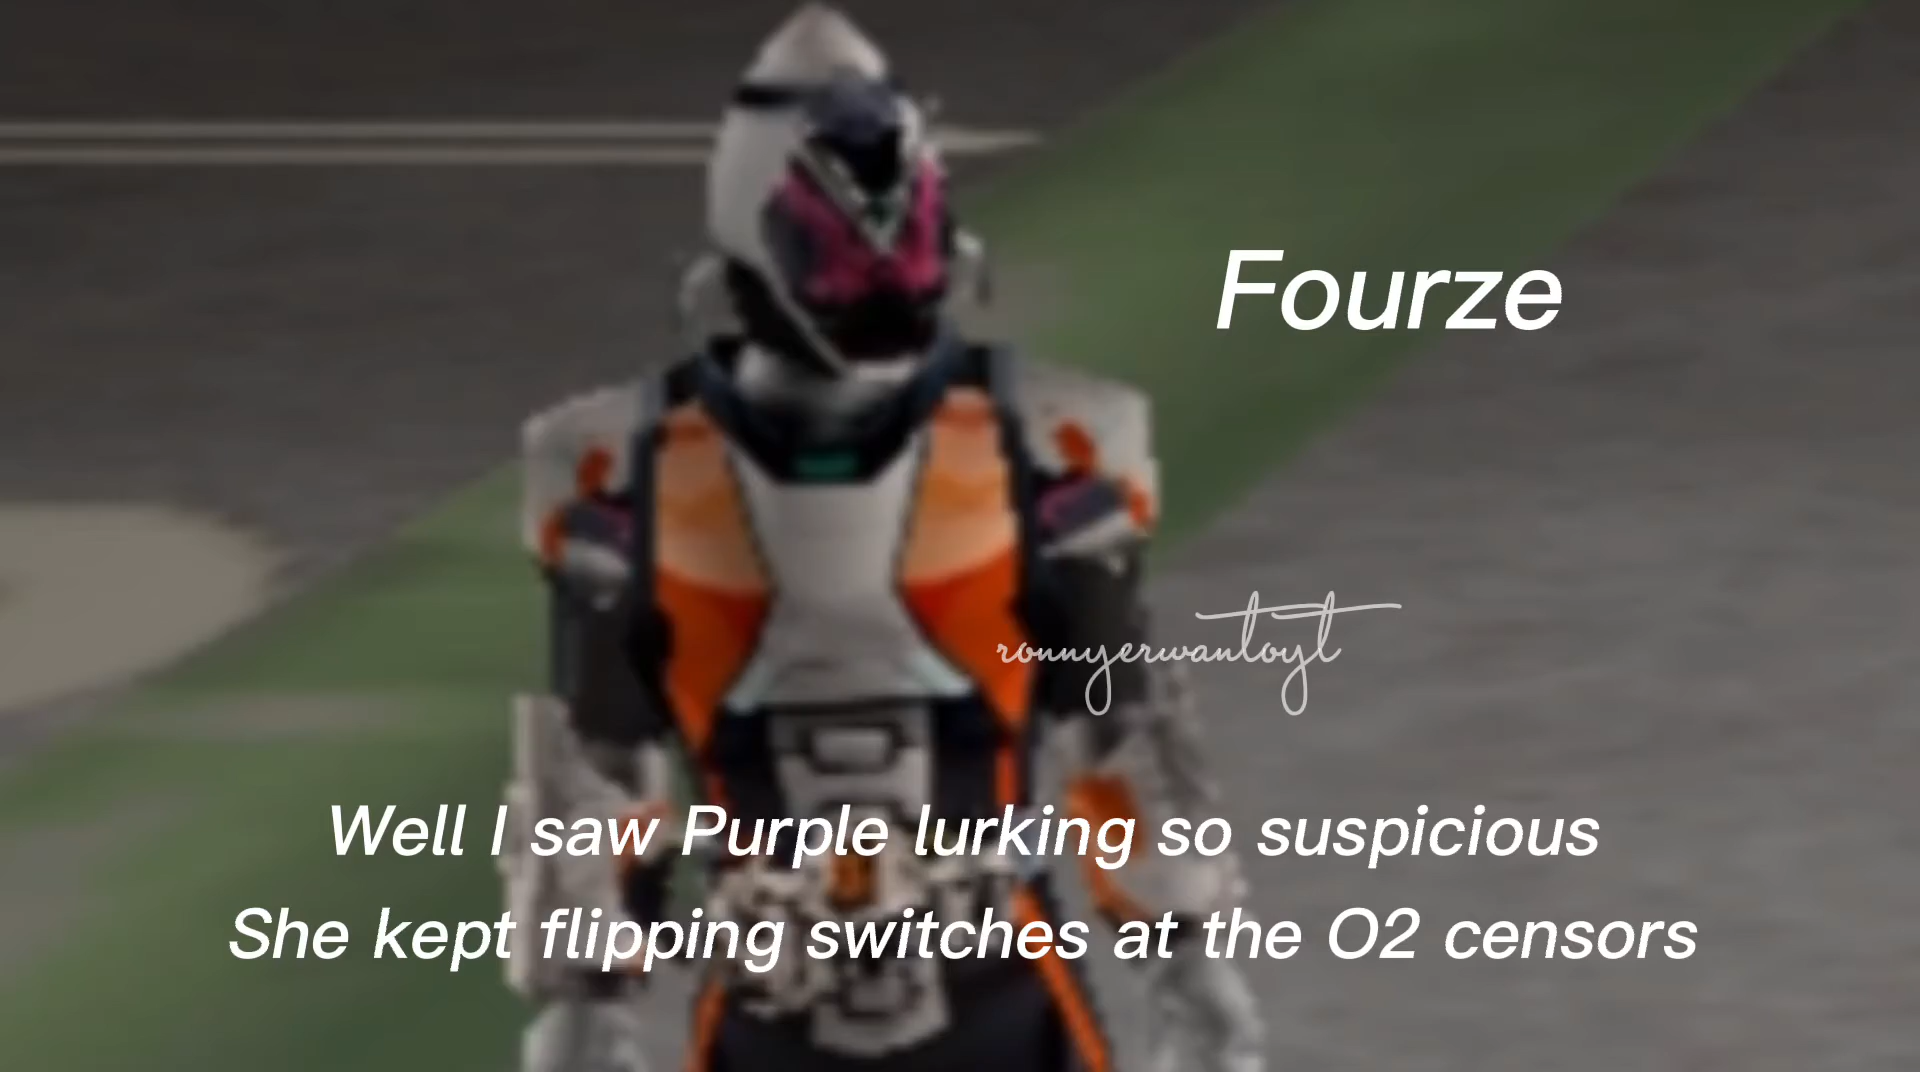 Fourze
ronnyerwantoyt
Well I saw Purple lurking so suspicious
She kept flipping switches at the O2 censors